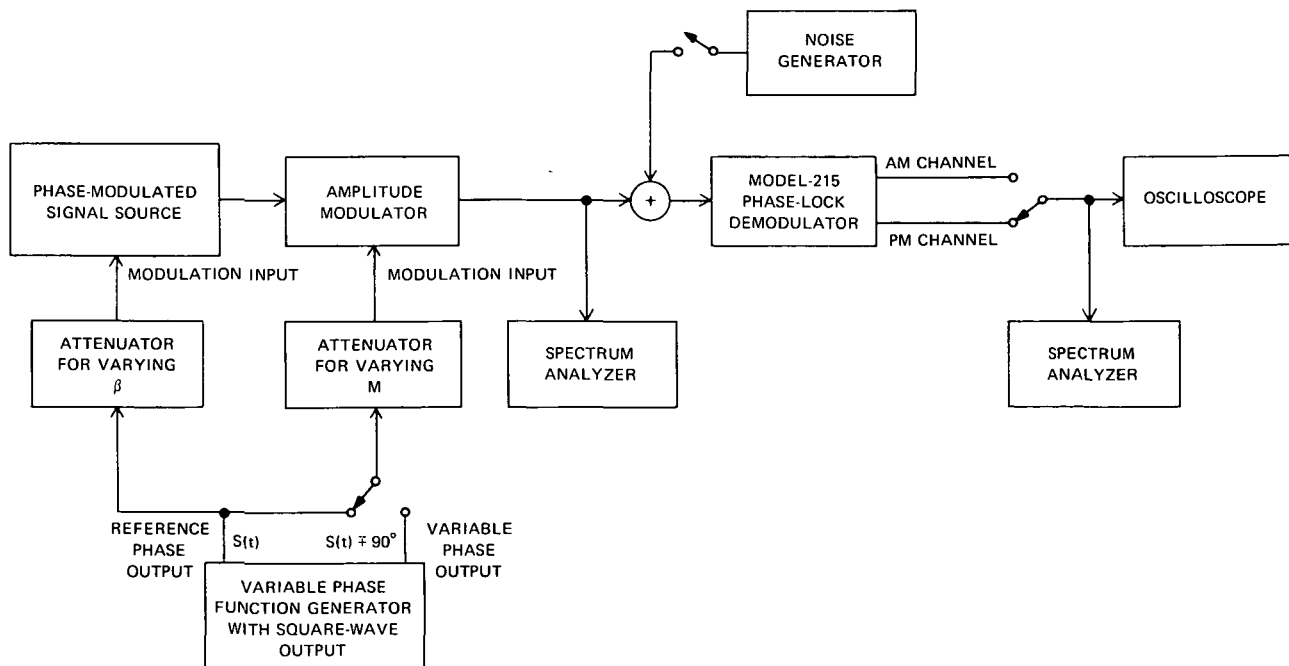 NOISE
GENERATOR
PHASE-MODULATED
SIGNAL SOURCE
AMPLITUDE
MODULATOR
+
MODEL-215
PHASE-LOCK
DEMODULATOR
AM CHANNEL
PM CHANNEL
OSCILLOSCOPE
MODULATION INPUT
MODULATION INPUT
ATTENUATOR
FOR VARYING
β
ATTENUATOR
FOR VARYING
M
SPECTRUM
ANALYZER
SPECTRUM
ANALYZER
REFERENCE
PHASE
OUTPUT
S(t)
S(t) ∓ 90°
VARIABLE
PHASE
OUTPUT
VARIABLE PHASE
FUNCTION GENERATOR
WITH SQUARE-WAVE
OUTPUT